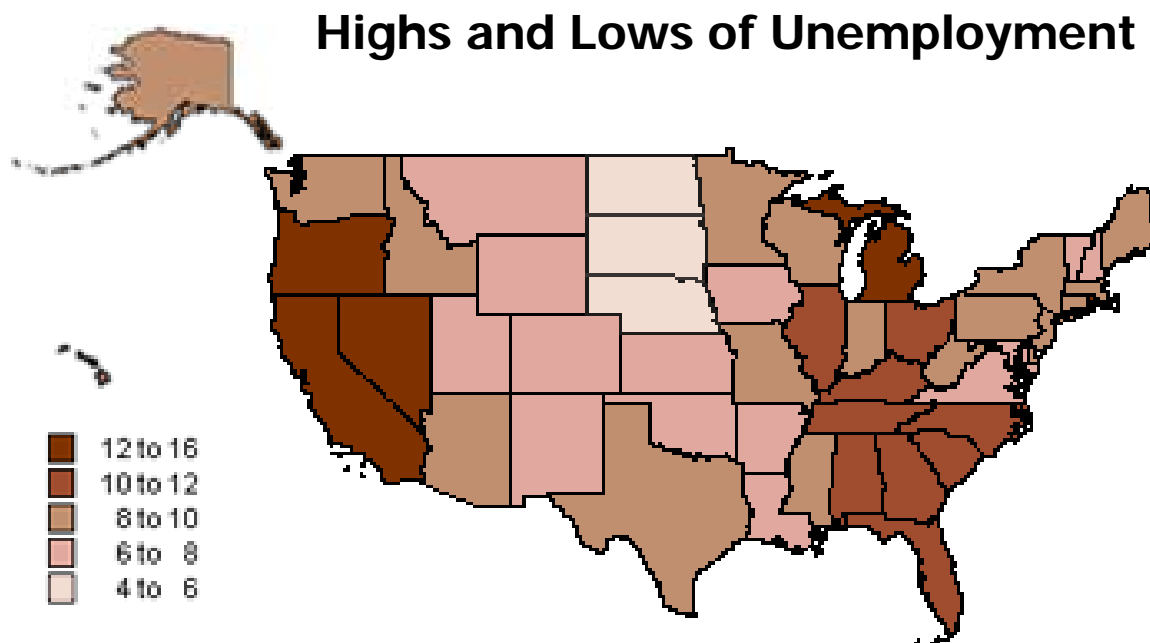 Highs and Lows of Unemployment
12 to 16
10 to 12
8 to 10
6 to 8
4 to 6